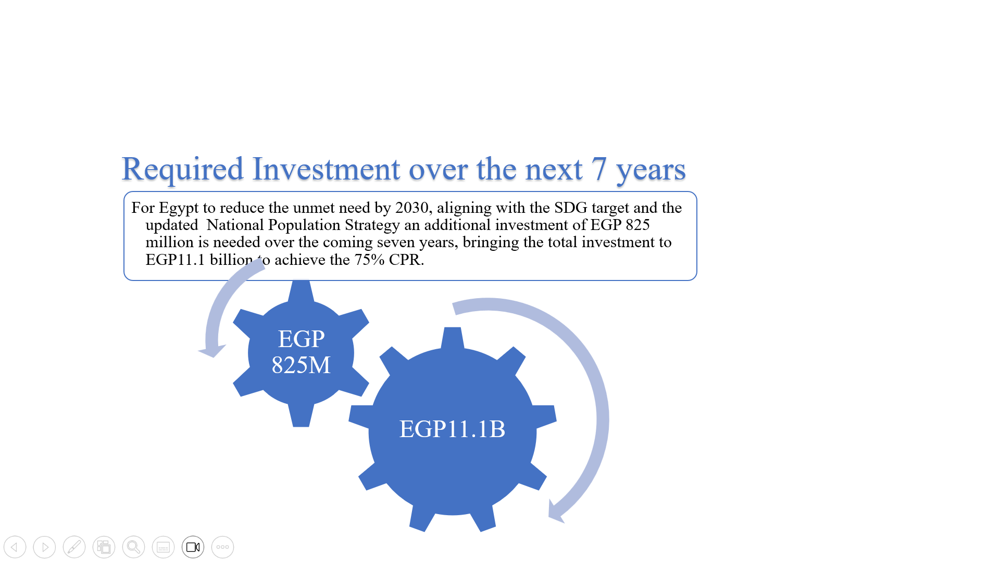 Required Investment over the next 7 years
For Egypt to reduce the unmet need by 2030, aligning with the SDG target and the
updated  National Population Strategy an additional investment of EGP 825
million is needed over the coming seven years, bringing the total investment to
EGP11.1 billion to achieve the 75% CPR.
EGP
825M
EGP11.1B